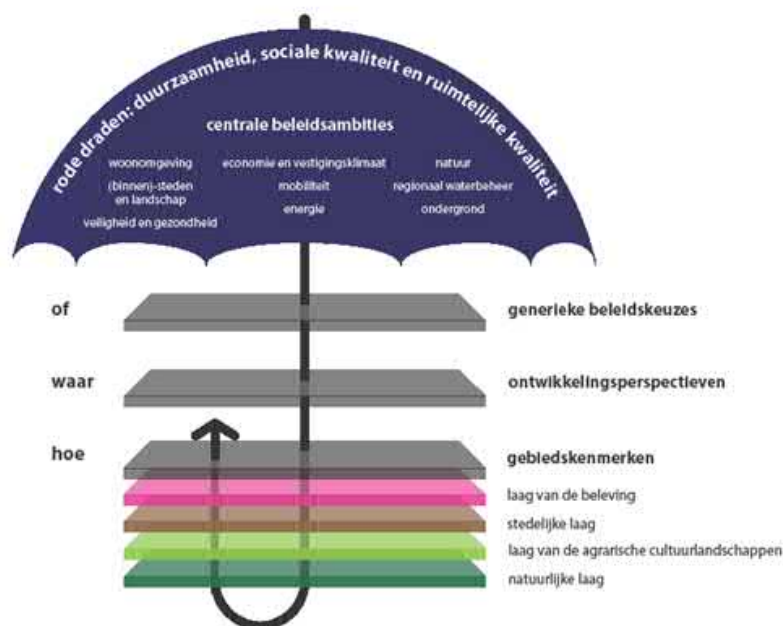 rode draden: duurzaamheid, sociale kwaliteit en ruimtelijke kwaliteit
centrale beleidsambities
woonomgeving
(binnen)-steden
en landschap
veiligheid en gezondheid
economie en vestigingsklimaat
mobiliteit
energie
natuur
regionaal waterbeheer
ondergrond
of
generieke beleidskeuzes
waar
ontwikkelingsperspectieven
hoe
gebiedskenmerken
laag van de beleving
stedelijke laag
laag van de agrarische cultuurlandschappen
natuurlijke laag